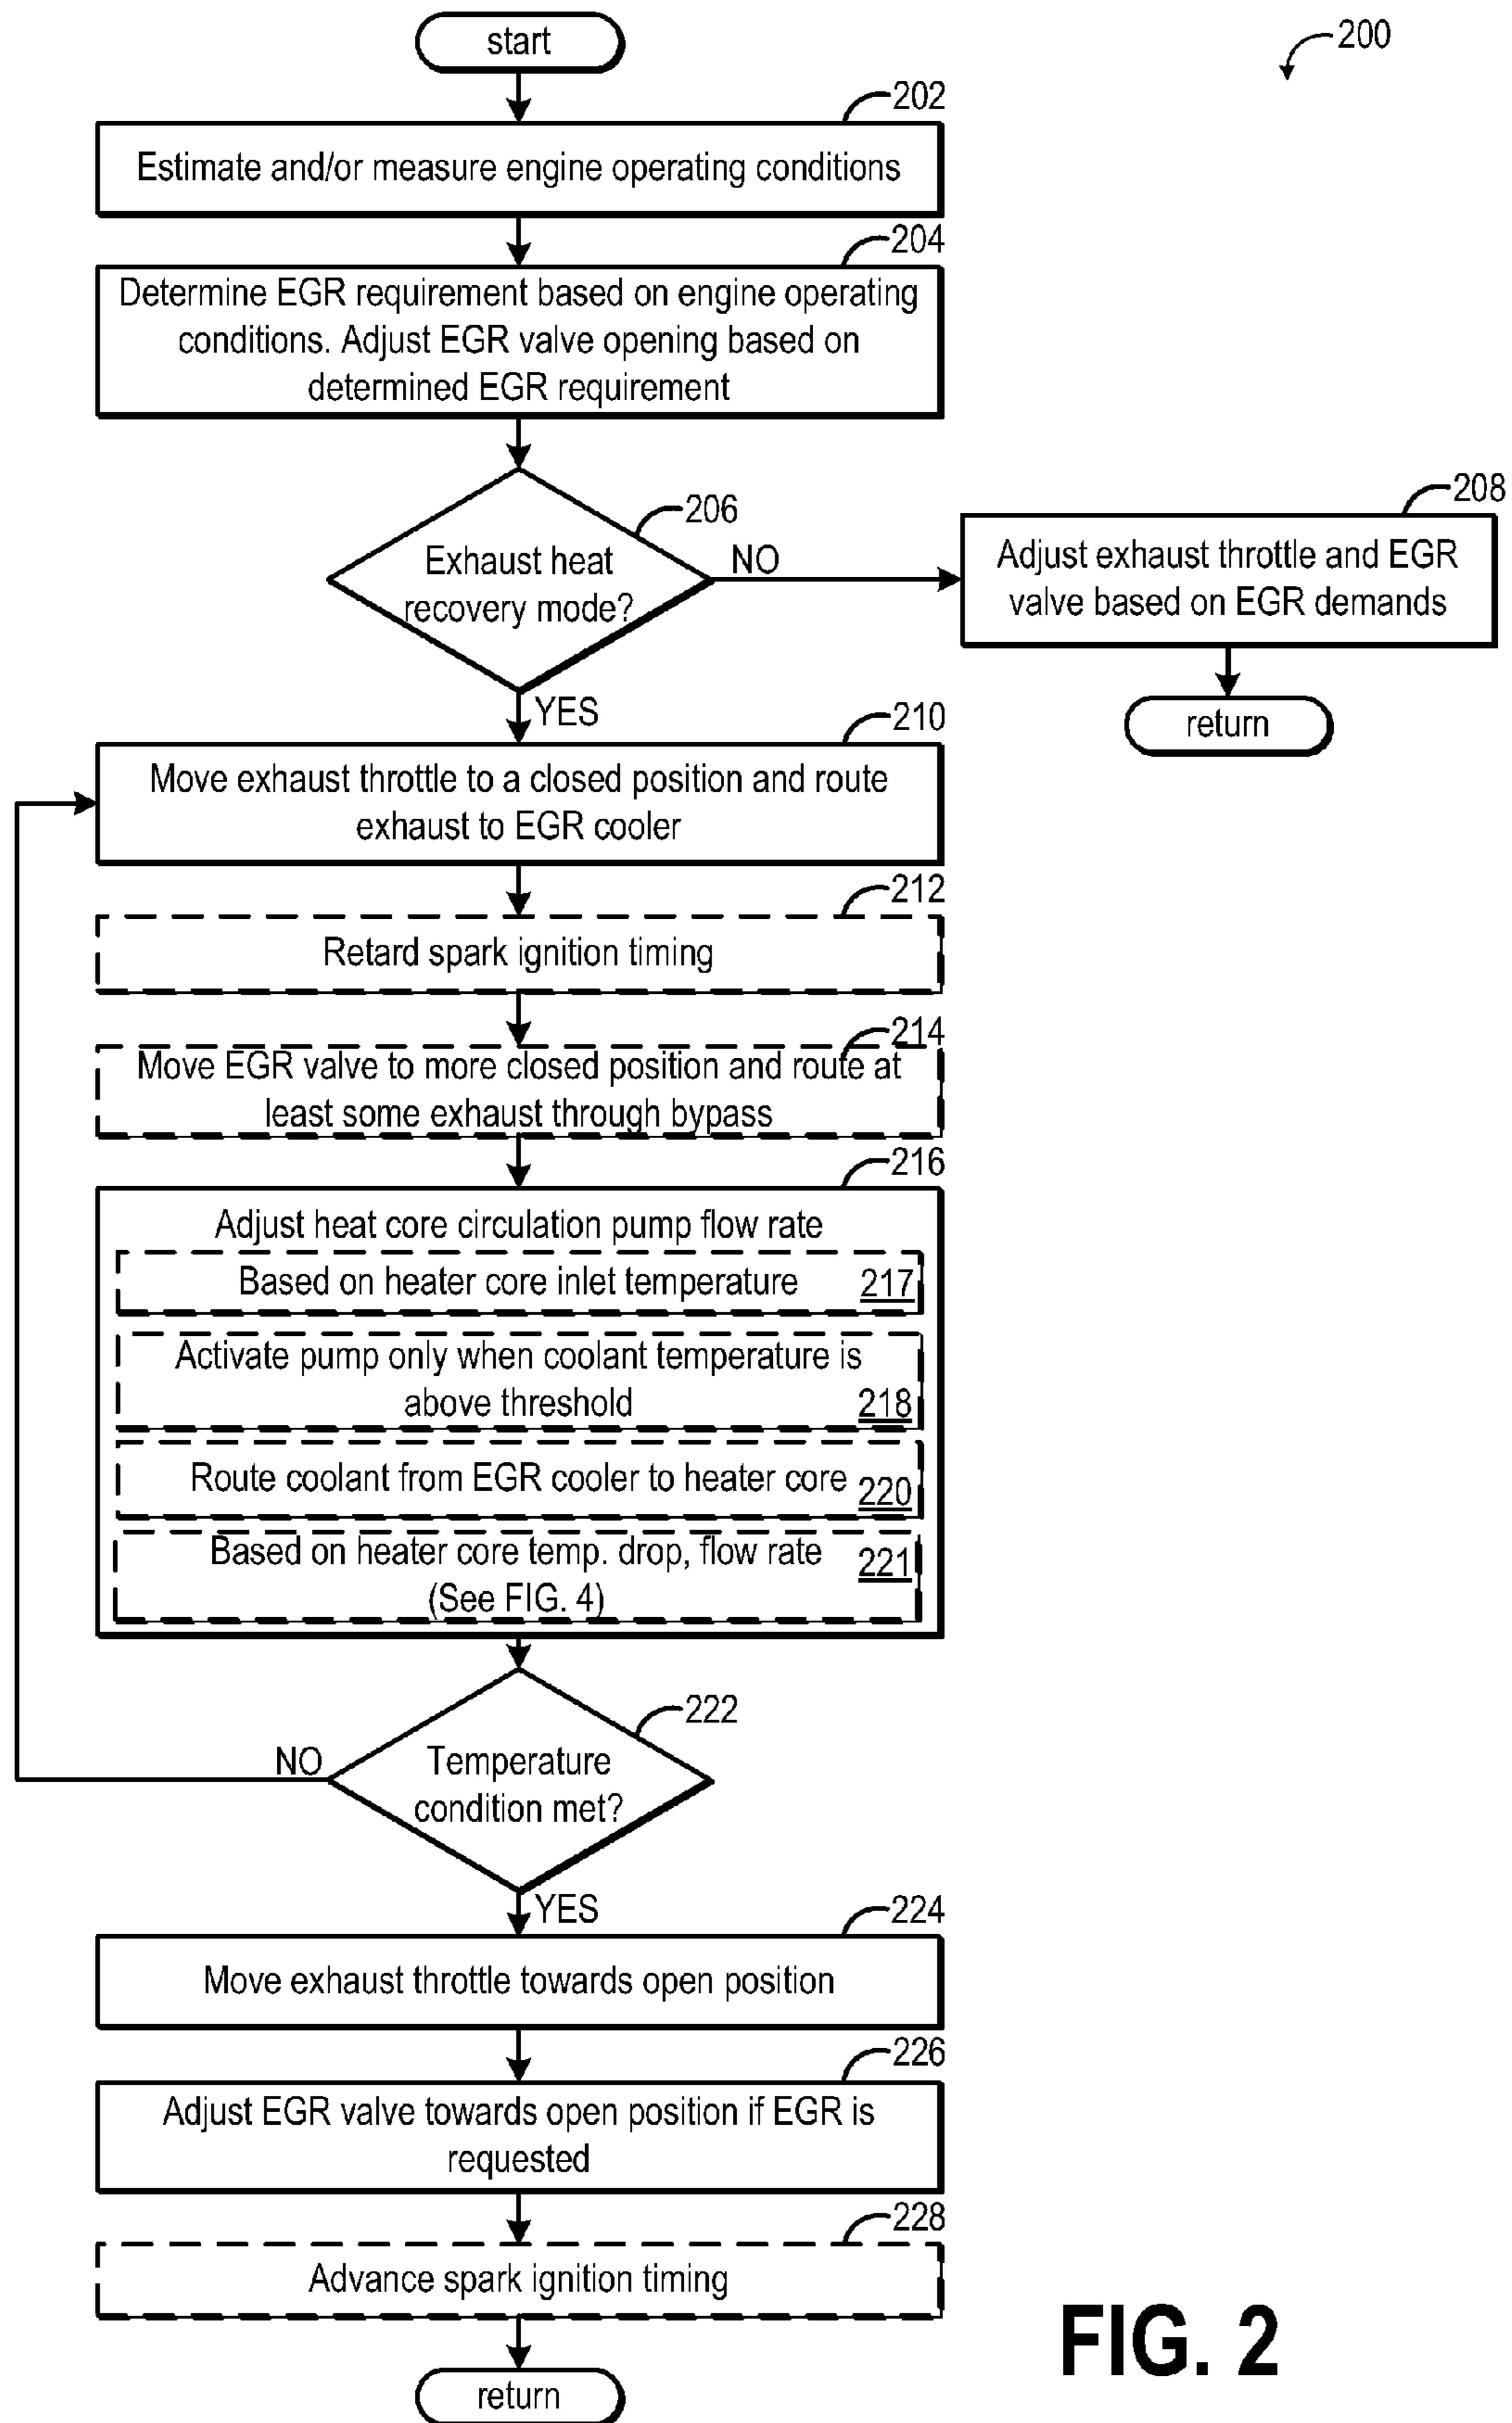 start
200
202
Estimate and/or measure engine operating conditions
204
Determine EGR requirement based on engine operating
conditions. Adjust EGR valve opening based on
determined EGR requirement
206
Exhaust heat
recovery mode?
NO
208
Adjust exhaust throttle and EGR
valve based on EGR demands
return
YES
210
Move exhaust throttle to a closed position and route
exhaust to EGR cooler
212
Retard spark ignition timing
214
Move EGR valve to more closed position and route at
least some exhaust through bypass
216
Adjust heat core circulation pump flow rate
Based on heater core inlet temperature 217
Activate pump only when coolant temperature is
above threshold 218
Route coolant from EGR cooler to heater core 220
Based on heater core temp. drop, flow rate 221
(See FIG. 4)
222
Temperature
condition met?
NO
YES
224
Move exhaust throttle towards open position
226
Adjust EGR valve towards open position if EGR is
requested
228
Advance spark ignition timing
return
FIG. 2